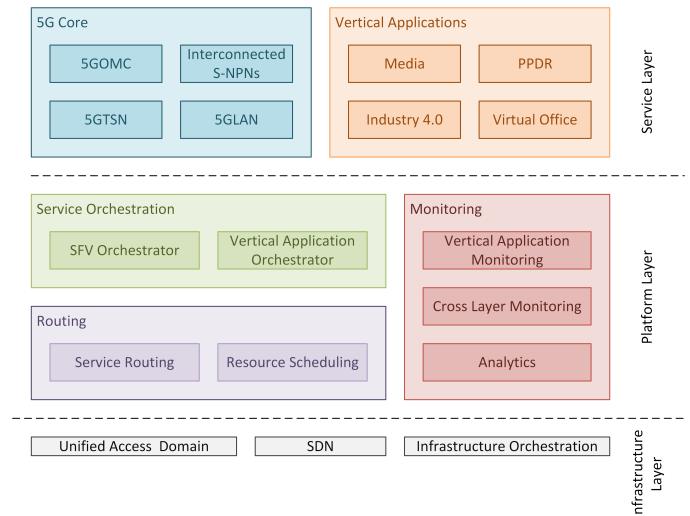 5G Core
5GOMC
Interconnected
S-NPNs
5GTSN
5GLAN
Vertical Applications
Media
PPDR
Industry 4.0
Virtual Office
Service Layer
Service Orchestration
SFV Orchestrator
Vertical Application
Orchestrator
Routing
Service Routing
Resource Scheduling
Monitoring
Vertical Application
Monitoring
Cross Layer Monitoring
Analytics
Platform Layer
Unified Access Domain
SDN
Infrastructure Orchestration
nfrastructure
Layer